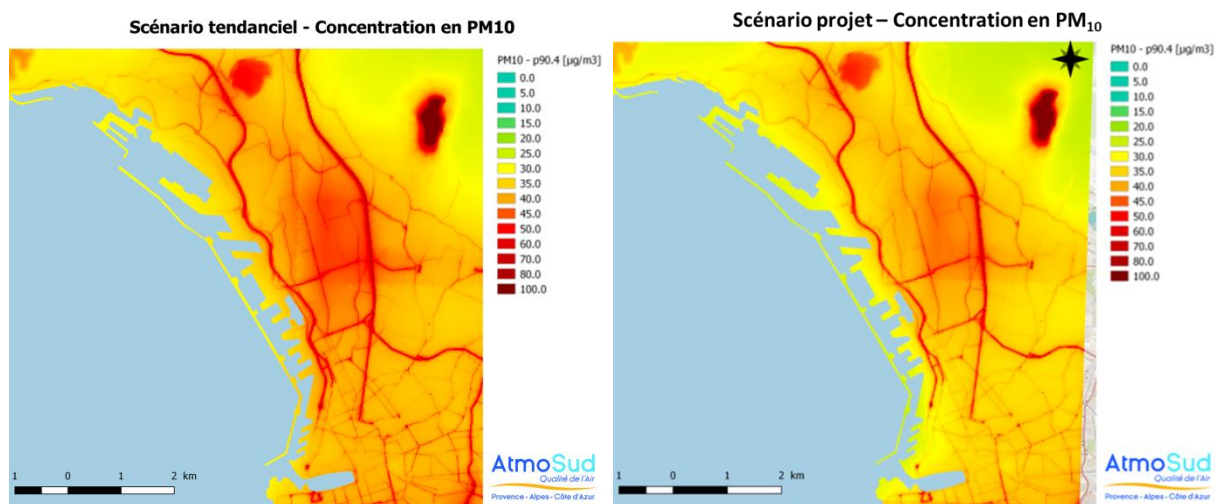 Scénario tendanciel - Concentration en PM10
PM10 - p90.4 [µg/m3]
0.0
5.0
10.0
15.0
20.0
25.0
30.0
35.0
40.0
45.0
50.0
60.0
70.0
80.0
100.0
1 0 1 2 km
AtmoSud
Qualité de l'Air
Provence - Alpes - Côte d'Azur
Scénario projet – Concentration en PM₁₀
PM10 - p90.4 [µg/m3]
0.0
5.0
10.0
15.0
20.0
25.0
30.0
35.0
40.0
45.0
50.0
60.0
70.0
80.0
100.0
1 0 1 2 km
AtmoSud
Qualité de l'Air
Provence - Alpes - Côte d'Azur